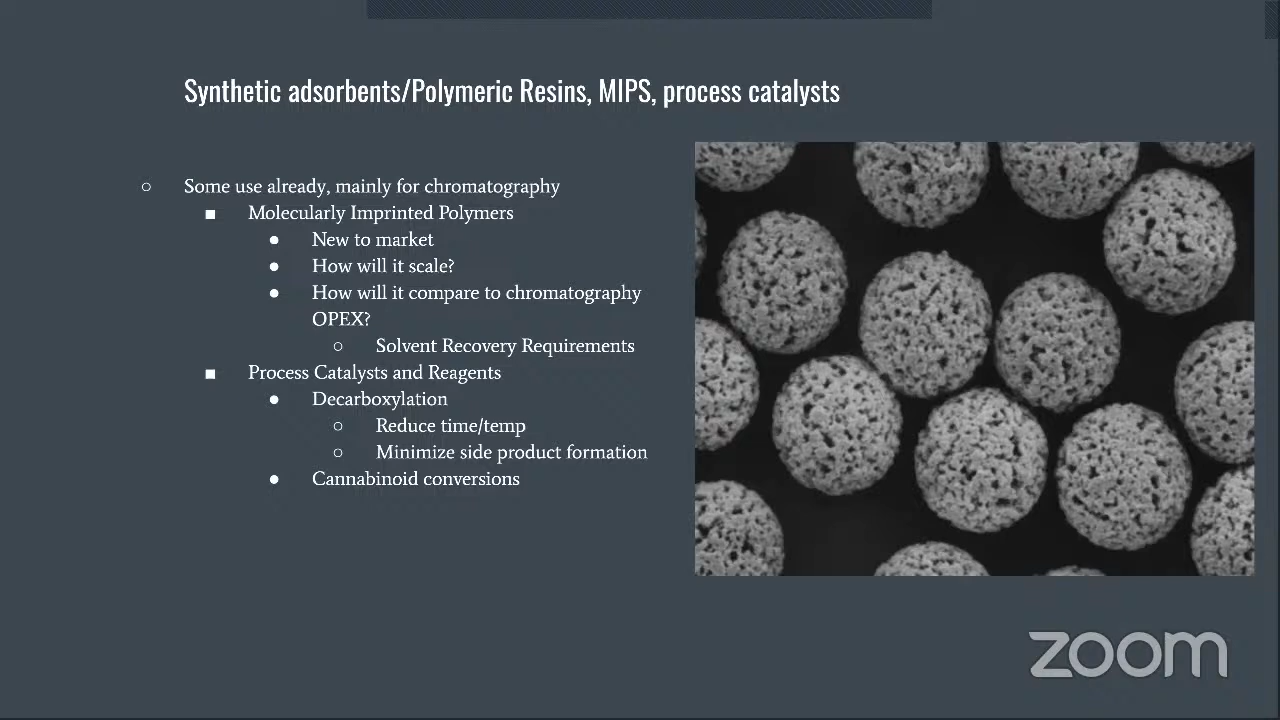 Synthetic adsorbents/Polymeric Resins, MIPS, process catalysts
Some use already, mainly for chromatography
Molecularly Imprinted Polymers
New to market
How will it scale?
How will it compare to chromatography
OPEX?
Solvent Recovery Requirements
Process Catalysts and Reagents
Decarboxylation
Reduce time/temp
Minimize side product formation
Cannabinoid conversions
zoom